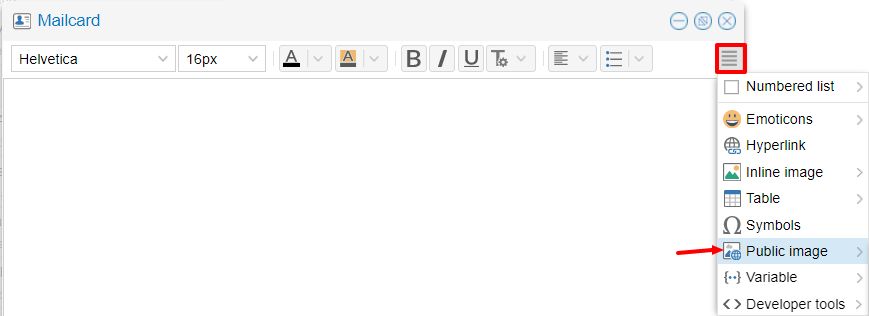 Mailcard
Helvetica 16px A A B I U T
Numbered list
Emoticons
Hyperlink
Inline image
Table
Symbols
Public image
Variable
Developer tools